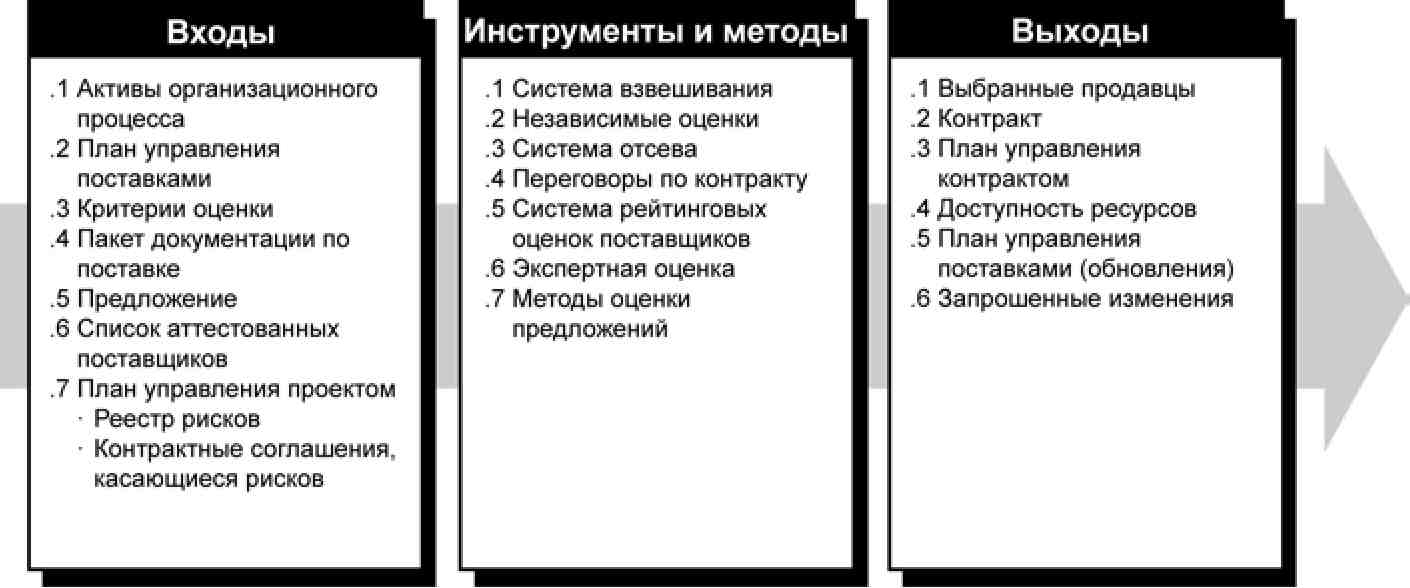 Входы
.1 Активы организационного
процесса
.2 План управления
поставками
.3 Критерии оценки
.4 Пакет документации по
поставке
.5 Предложение
.6 Список аттестованных
поставщиков
.7 План управления проектом
· Реестр рисков
· Контрактные соглашения,
касающиеся рисков
Инструменты и методы
.1 Система взвешивания
.2 Независимые оценки
.3 Система отсева
.4 Переговоры по контракту
.5 Система рейтинговых
оценок поставщиков
.6 Экспертная оценка
.7 Методы оценки
предложений
Выходы
.1 Выбранные продавцы
.2 Контракт
.3 План управления
контрактом
.4 Доступность ресурсов
.5 План управления
поставками (обновления)
.6 Запрошенные изменения